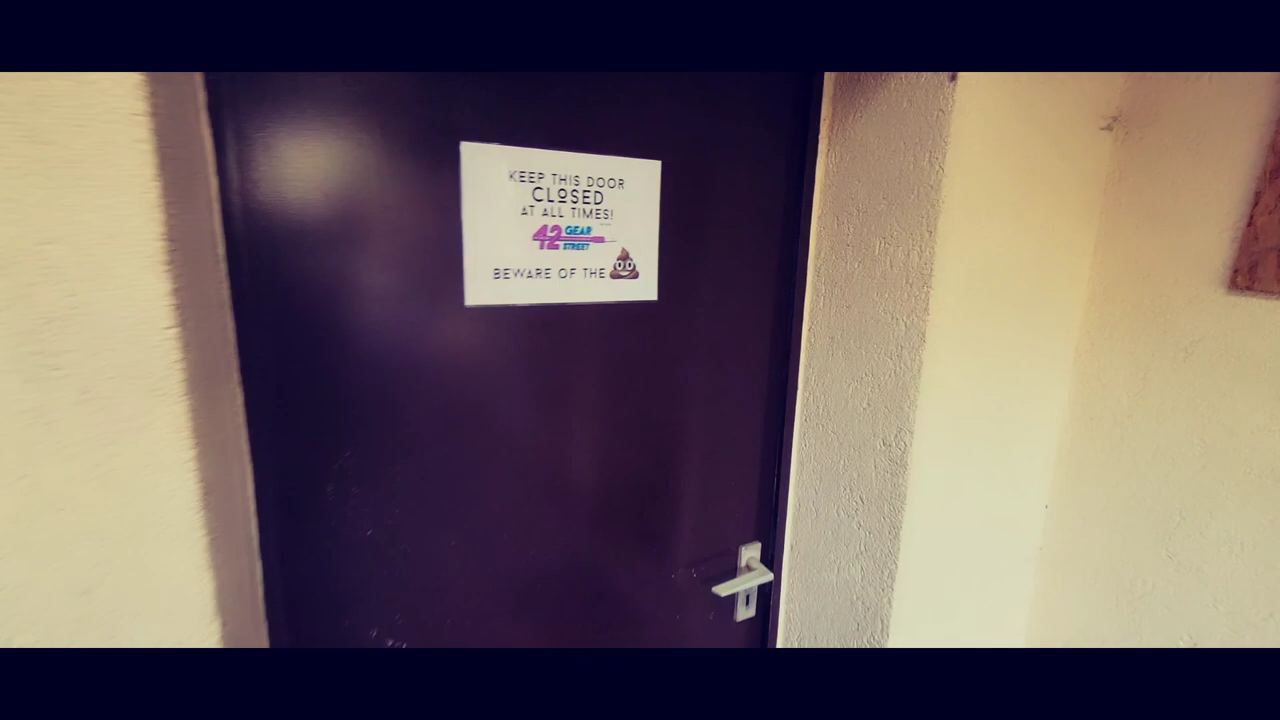 KEEP THIS DOOR
CLOSED
AT ALL TIMES!
42 GEAR
STREET
BEWARE OF THE 💩